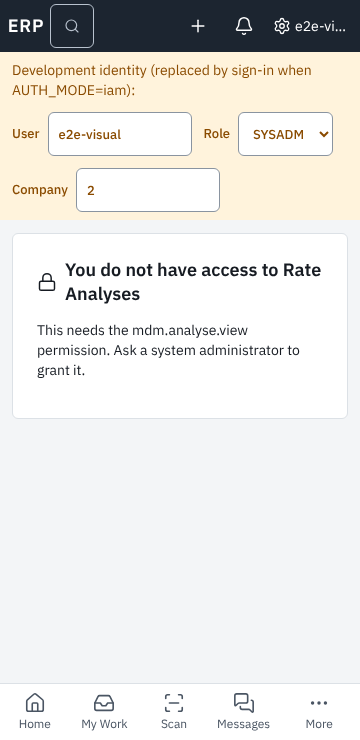 ERP
e2e-vi...
Development identity (replaced by sign-in when
AUTH_MODE=iam):
User e2e-visual Role SYSADM
Company 2
You do not have access to Rate
Analyses
This needs the mdm.analyse.view
permission. Ask a system administrator to
grant it.
Home My Work Scan Messages More